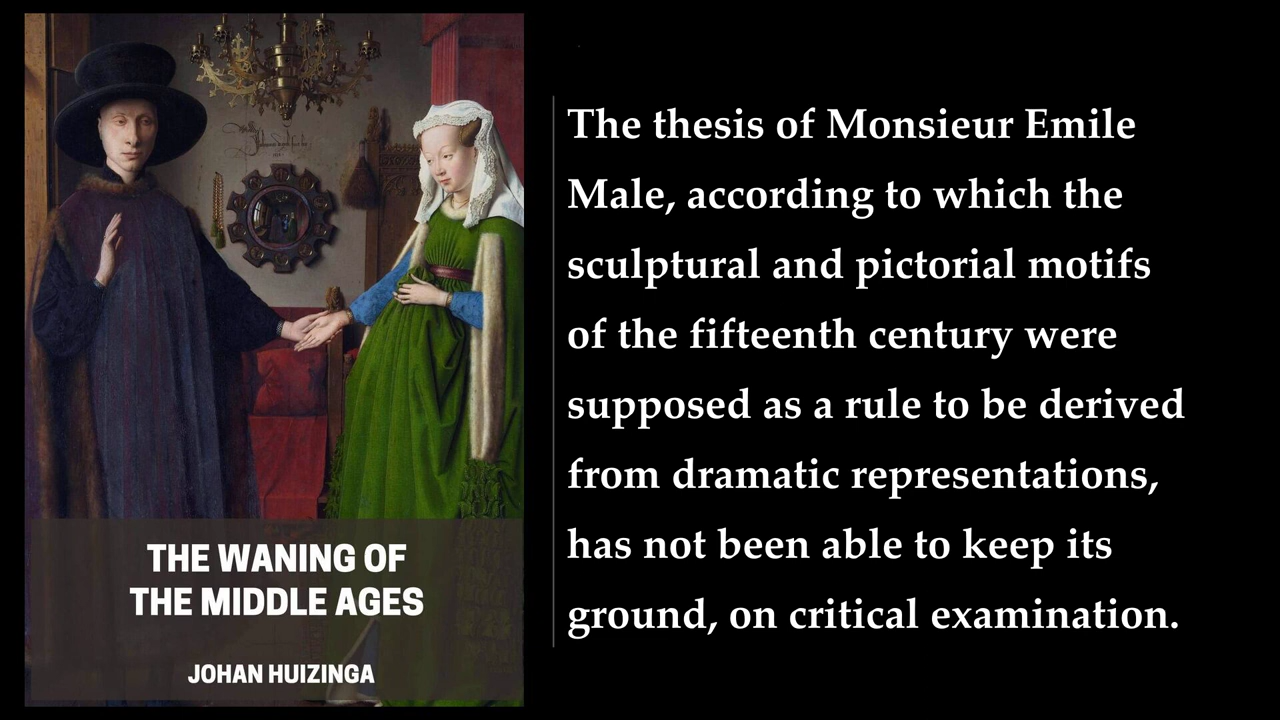 THE WANING OF
THE MIDDLE AGES
JOHAN HUIZINGA
The thesis of Monsieur Emile
Male, according to which the
sculptural and pictorial motifs
of the fifteenth century were
supposed as a rule to be derived
from dramatic representations,
has not been able to keep its
ground, on critical examination.